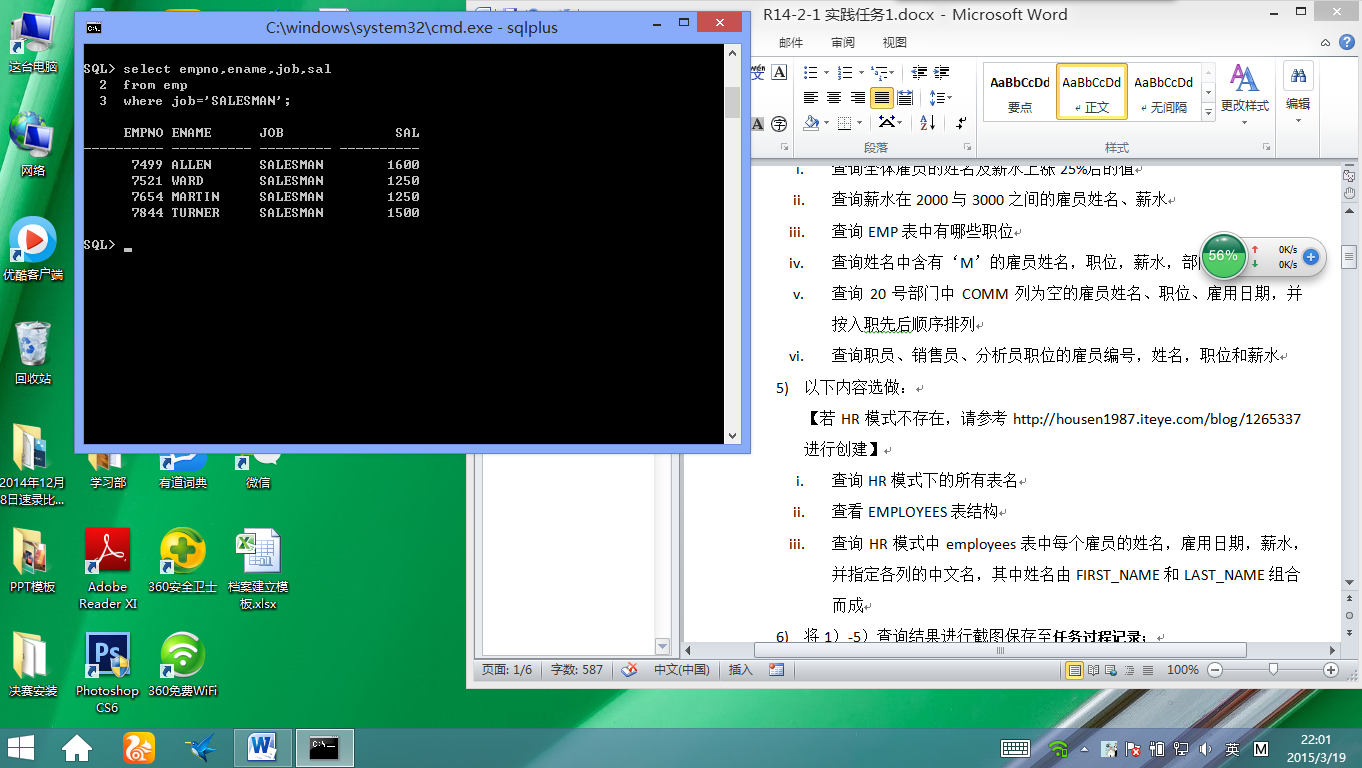 C:\windows\system32\cmd.exe - sqlplus
SQL> select empno,ename,job,sal
2 from emp
3 where job='SALESMAN';
EMPNO ENAME JOB SAL
---------- ---------- --------- ----------
7499 ALLEN SALESMAN 1600
7521 WARD SALESMAN 1250
7654 MARTIN SALESMAN 1250
7844 TURNER SALESMAN 1500
SQL>
R14-2-1 实践任务1.docx - Microsoft Word
邮件 审阅 视图
AaBbCcDd AaBbCcDd AaBbCcDd
要点 正文 无间隔
更改样式
编辑
段落
样式
i. 查询全体雇员的姓名及薪水上涨 25%后的值
ii. 查询薪水在 2000 与 3000 之间的雇员姓名、薪水
iii. 查询 EMP 表中有哪些职位
iv. 查询姓名中含有‘M’的雇员姓名，职位，薪水，部
v. 查询 20 号部门中 COMM 列为空的雇员姓名、职位、雇用日期，并
按入职先后顺序排列
vi. 查询职员、销售员、分析员职位的雇员编号，姓名，职位和薪水
5) 以下内容选做：
【若 HR 模式不存在，请参考 http://housen1987.iteye.com/blog/1265337
进行创建】
i. 查询 HR 模式下的所有表名
ii. 查看 EMPLOYEES 表结构
iii. 查询 HR 模式中 employees 表中每个雇员的姓名，雇用日期，薪水，
并指定各列的中文名，其中姓名由 FIRST_NAME 和 LAST_NAME 组合
而成
6) 将 1）-5）查询结果进行截图保存至任务过程记录；
56%
0K/s
0K/s
页面: 1/6 字数: 587 中文(中国) 插入 100%
这台电脑
网络
优酷客户端
回收站
2014年12月
8日速录比...
学习部
有道词典
微信
PPT模板
Adobe
Reader XI
360安全卫士
档案建立模
板.xlsx
决赛安装
Photoshop
CS6
360免费WiFi
英
M
22:01
2015/3/19